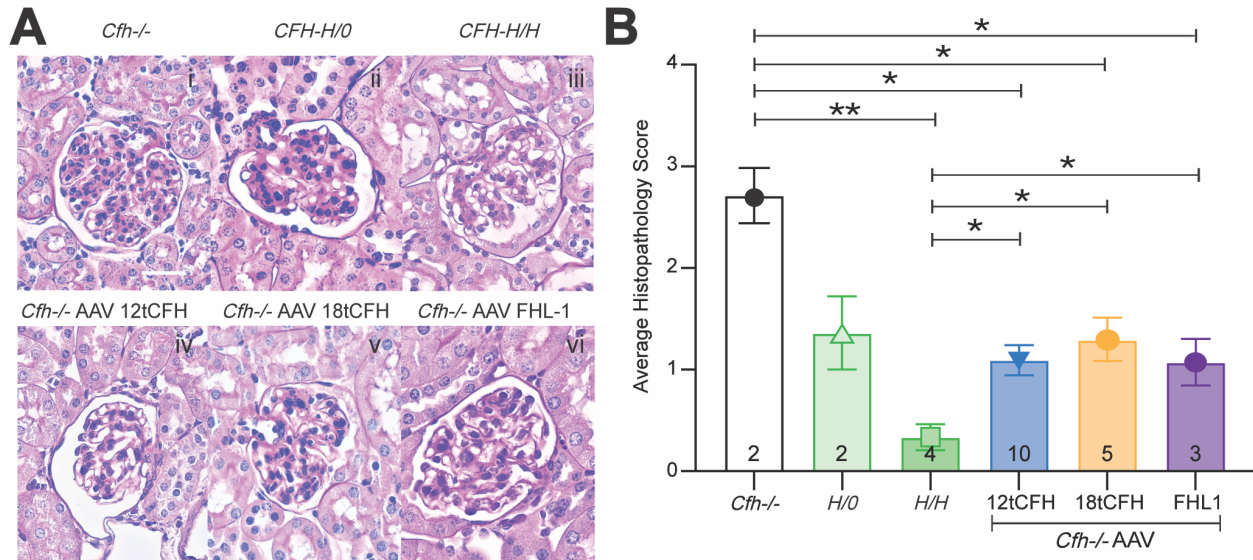 A
Cfh-/-
CFH-H/0
CFH-H/H
i
ii
iii
Cfh-/- AAV 12tCFH
Cfh-/- AAV 18tCFH
Cfh-/- AAV FHL-1
iv
v
vi
B
*
*
*
**
*
*
*
Average Histopathology Score
4
3
2
1
0
2
2
4
10
5
3
Cfh-/-
H/0
H/H
12tCFH
18tCFH
FHL1
Cfh-/- AAV